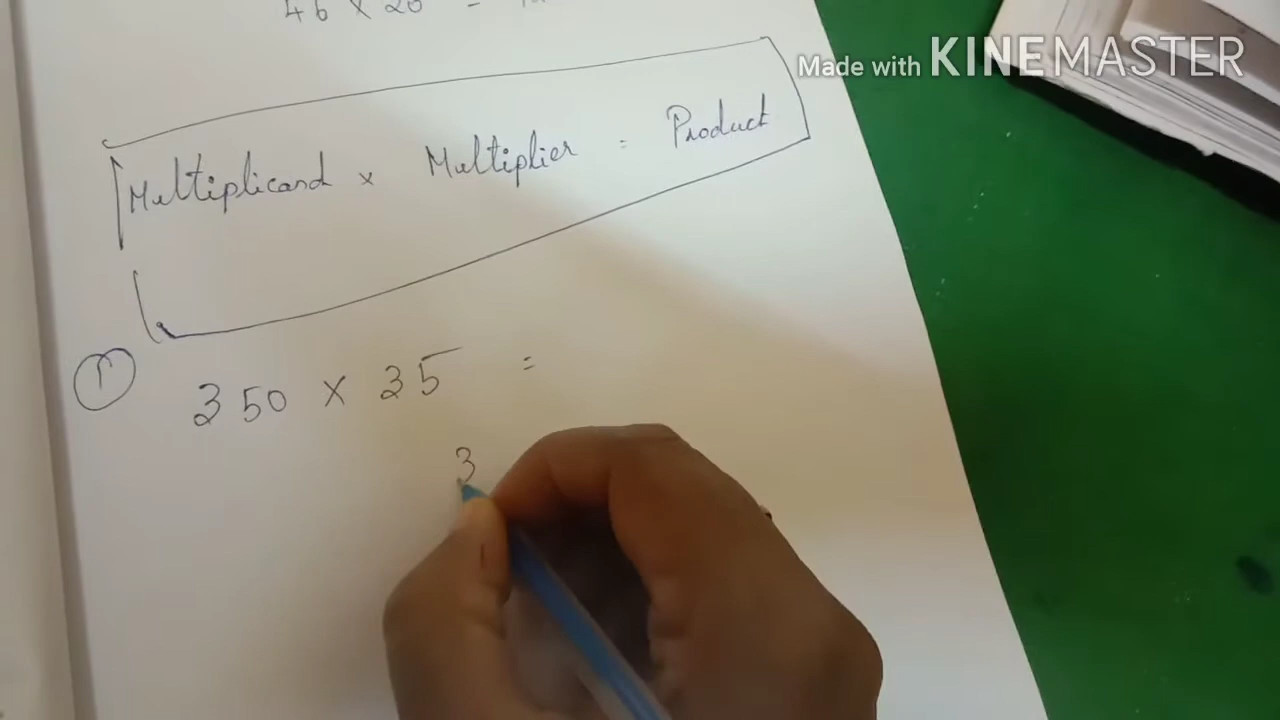 Made with KINEMASTER
Multiplicand x Multiplier = Product
1 350 x 35 =
3